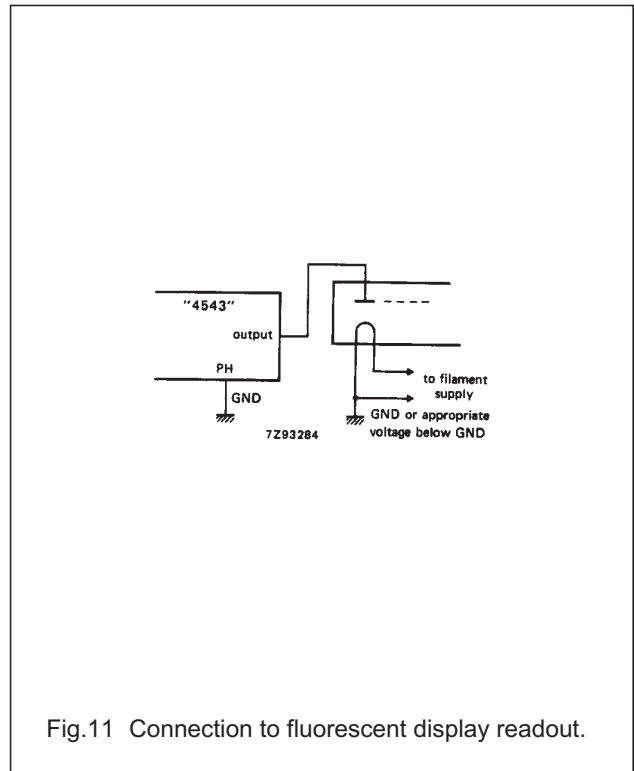 "4543"
output
PH
GND
to filament
supply
GND or appropriate
voltage below GND
7Z93284
Fig.11 Connection to fluorescent display readout.